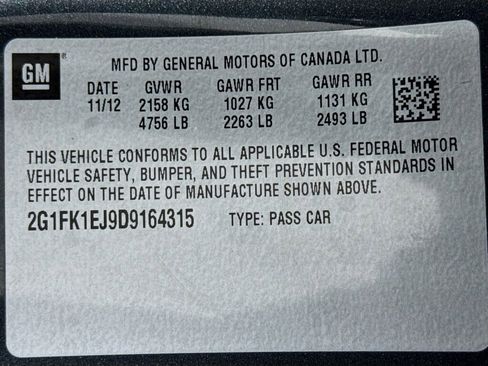 GM
MFD BY GENERAL MOTORS OF CANADA LTD.
DATE GVWR GAWR FRT GAWR RR
11/12 2158 KG 1027 KG 1131 KG
4756 LB 2263 LB 2493 LB
THIS VEHICLE CONFORMS TO ALL APPLICABLE U.S. FEDERAL MOTOR
VEHICLE SAFETY, BUMPER, AND THEFT PREVENTION STANDARDS IN
EFFECT ON THE DATE OF MANUFACTURE SHOWN ABOVE.
2G1FK1EJ9D9164315 TYPE: PASS CAR